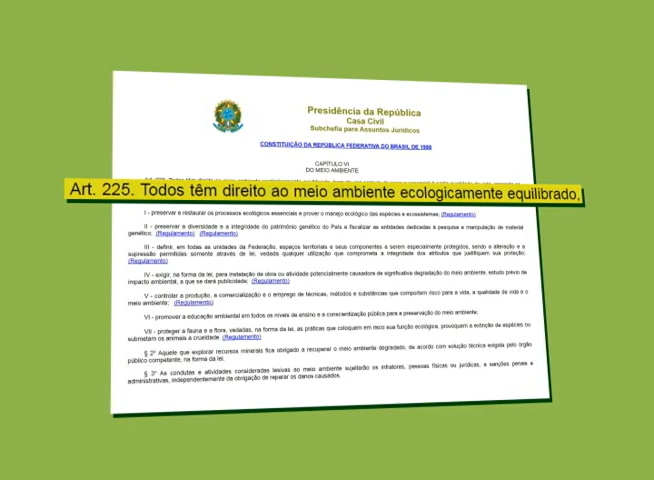 Presidência da República
Casa Civil
Subchefia para Assuntos Jurídicos
CONSTITUIÇÃO DA REPÚBLICA FEDERATIVA DO BRASIL DE 1988
CAPÍTULO VI
DO MEIO AMBIENTE
Art. 225. Todos têm direito ao meio ambiente ecologicamente equilibrado,
I - preservar e restaurar os processos ecológicos essenciais e prover o manejo ecológico das espécies e ecossistemas; (Regulamento)
II - preservar a diversidade e a integridade do patrimônio genético do País e fiscalizar as entidades dedicadas à pesquisa e manipulação de material
genético; (Regulamento) (Regulamento)
III - definir, em todas as unidades da Federação, espaços territoriais e seus componentes a serem especialmente protegidos, sendo a alteração e a
supressão permitidas somente através de lei, vedada qualquer utilização que comprometa a integridade dos atributos que justifiquem sua proteção;
(Regulamento)
IV - exigir, na forma da lei, para instalação de obra ou atividade potencialmente causadora de significativa degradação do meio ambiente, estudo prévio de
impacto ambiental, a que se dará publicidade; (Regulamento)
V - controlar a produção, a comercialização e o emprego de técnicas, métodos e substâncias que comportem risco para a vida, a qualidade de vida e o
meio ambiente; (Regulamento)
VI - promover a educação ambiental em todos os níveis de ensino e a conscientização pública para a preservação do meio ambiente;
VII - proteger a fauna e a flora, vedadas, na forma da lei, as práticas que coloquem em risco sua função ecológica, provoquem a extinção de espécies ou
submetam os animais a crueldade. (Regulamento)
§ 2º Aquele que explorar recursos minerais fica obrigado a recuperar o meio ambiente degradado, de acordo com solução técnica exigida pelo órgão
público competente, na forma da lei.
§ 3º As condutas e atividades consideradas lesivas ao meio ambiente sujeitarão os infratores, pessoas físicas ou jurídicas, a sanções penais e
administrativas, independentemente da obrigação de reparar os danos causados.